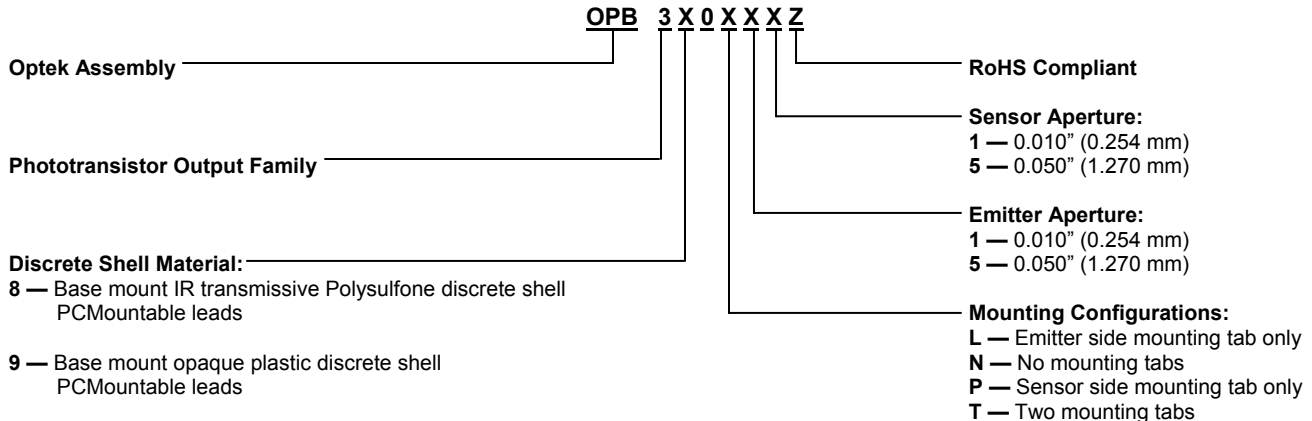 OPB 3 X 0 X X X Z
Optek Assembly
RoHS Compliant
Sensor Aperture:
1 — 0.010” (0.254 mm)
5 — 0.050” (1.270 mm)
Phototransistor Output Family
Emitter Aperture:
1 — 0.010” (0.254 mm)
5 — 0.050” (1.270 mm)
Discrete Shell Material:
8 — Base mount IR transmissive Polysulfone discrete shell
PCMountable leads
9 — Base mount opaque plastic discrete shell
PCMountable leads
Mounting Configurations:
L — Emitter side mounting tab only
N — No mounting tabs
P — Sensor side mounting tab only
T — Two mounting tabs